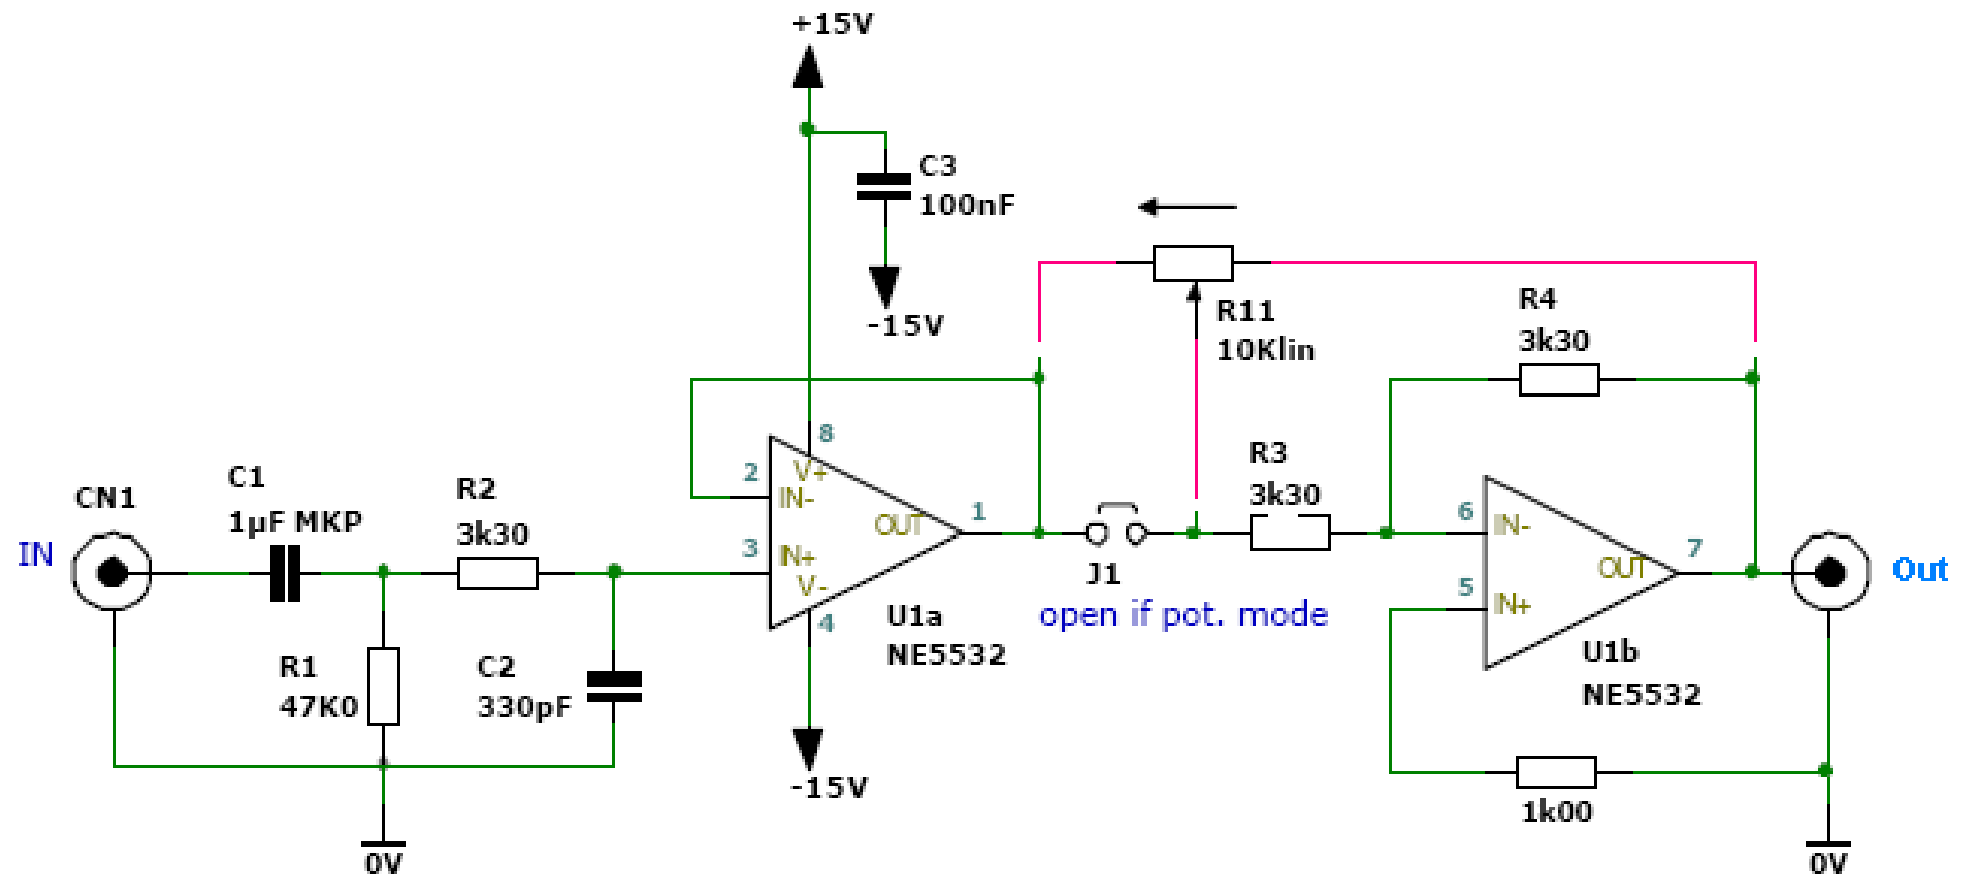 +15V
C3
100nF
-15V
R11
10Klin
R4
3k30
8
V+
2
IN-
OUT
1
3
IN+
V-
4
U1a
NE5532
-15V
CN1
IN
C1
1µF MKP
R2
3k30
R1
47K0
C2
330pF
0V
J1
open if pot. mode
R3
3k30
6
IN-
OUT
7
5
IN+
U1b
NE5532
Out
1k00
0V